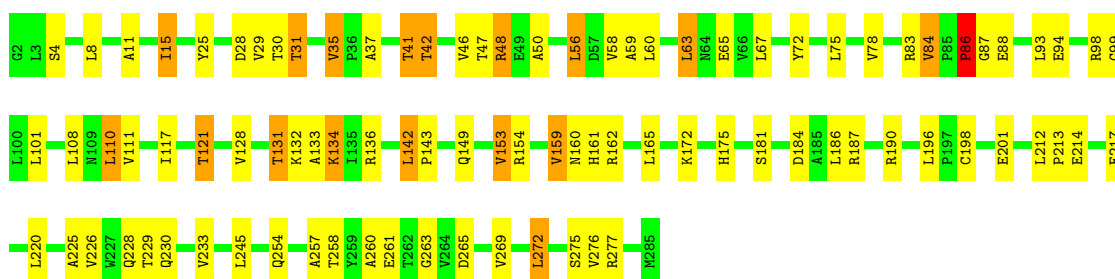 G2 L3 S4 L8 A11 I15 Y25 D28 V29 T30 T31 V35 P36 A37 T41 T42 V46 T47 R48 E49 A50 L56 D57 V58 A59 L60 L63 N64 E65 V66 L67 Y72 L75 V78 R83 V84 P85 P86 G87 E88 L93 E94 R98
L100 L101 L108 N109 L110 V111 I117 T121 V128 T131 K132 A133 K134 I135 R136 L142 P143 Q149 V153 R154 V159 N160 H161 R162 L165 K172 H175 S181 D184 A185 L186 R187 R190 L196 P197 C198 E201 L212 P213 E214
L220 A225 V226 W227 Q228 T229 Q230 V233 L245 Q254 A257 T258 Y259 A260 E261 T262 G263 V264 D265 V269 L272 S275 V276 R277 M285